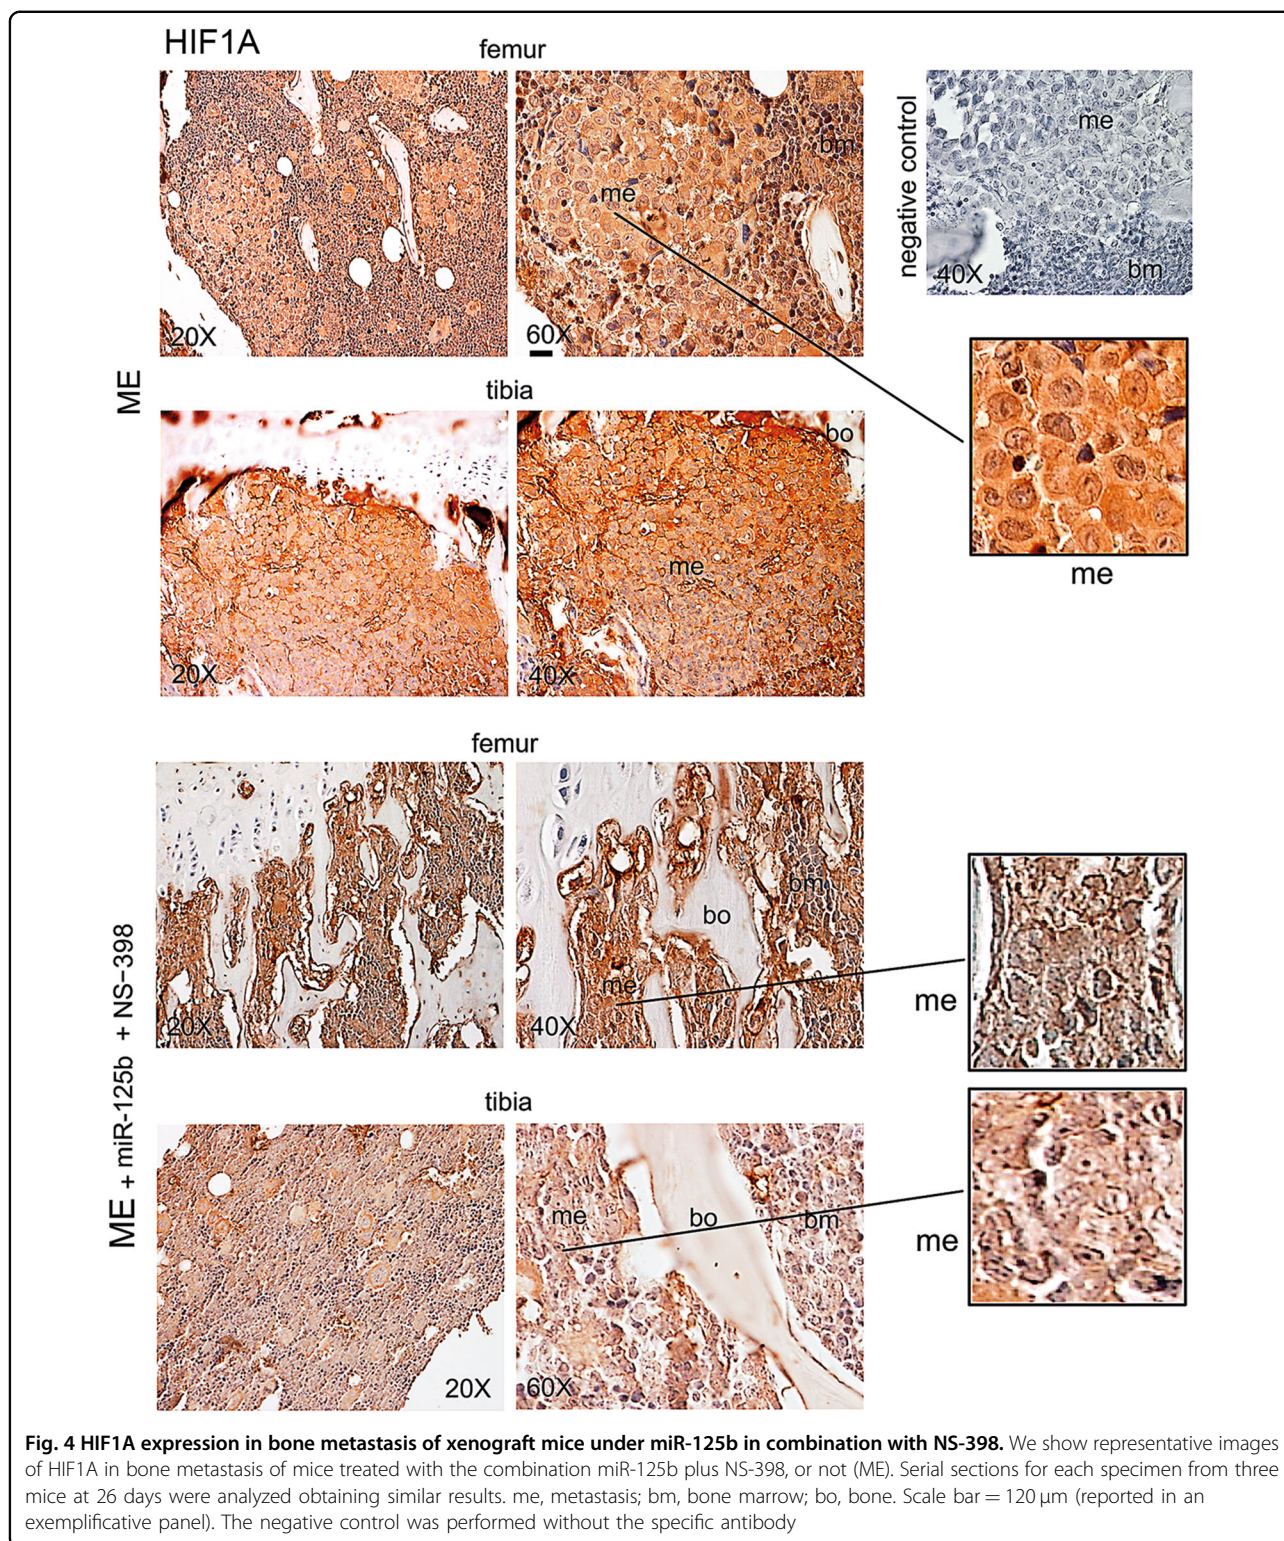 HIF1A
femur
20X
me
bm
60X
negative control
me
bm
40X
ME
me
tibia
20X
bo
me
40X
femur
20X
bm
bo
me
40X
me
ME + miR-125b + NS-398
tibia
20X
me
bo
bm
60X
me
Fig. 4 HIF1A expression in bone metastasis of xenograft mice under miR-125b in combination with NS-398. We show representative images
of HIF1A in bone metastasis of mice treated with the combination miR-125b plus NS-398, or not (ME). Serial sections for each specimen from three
mice at 26 days were analyzed obtaining similar results. me, metastasis; bm, bone marrow; bo, bone. Scale bar = 120 µm (reported in an
exemplificative panel). The negative control was performed without the specific antibody